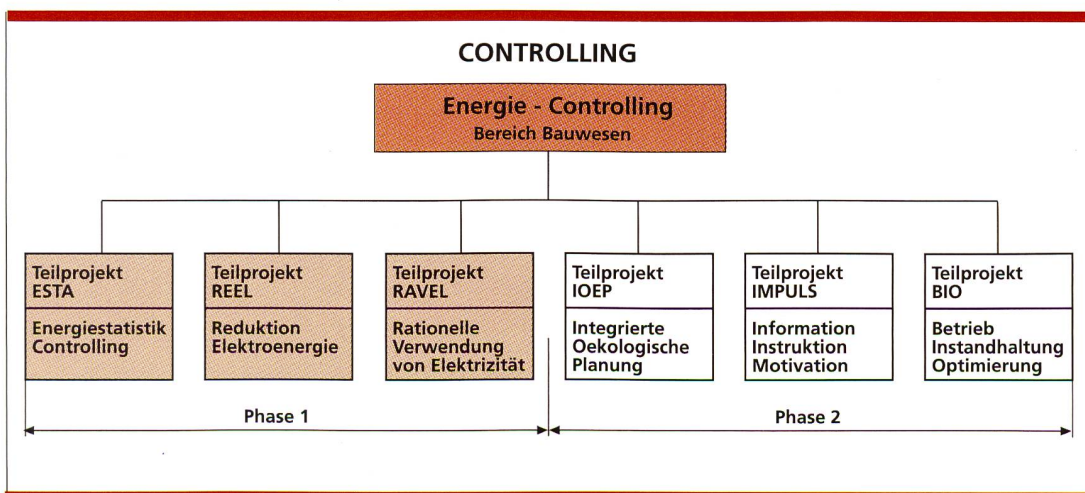 CONTROLLING
Energie - Controlling
Bereich Bauwesen
Teilprojekt
ESTA
Energiestatistik
Controlling
Teilprojekt
REEL
Reduktion
Elektroenergie
Teilprojekt
RAVEL
Rationelle
Verwendung
von Elektrizität
Teilprojekt
IOEP
Integrierte
Oekologische
Planung
Teilprojekt
IMPULS
Information
Instruktion
Motivation
Teilprojekt
BIO
Betrieb
Instandhaltung
Optimierung
Phase 1
Phase 2